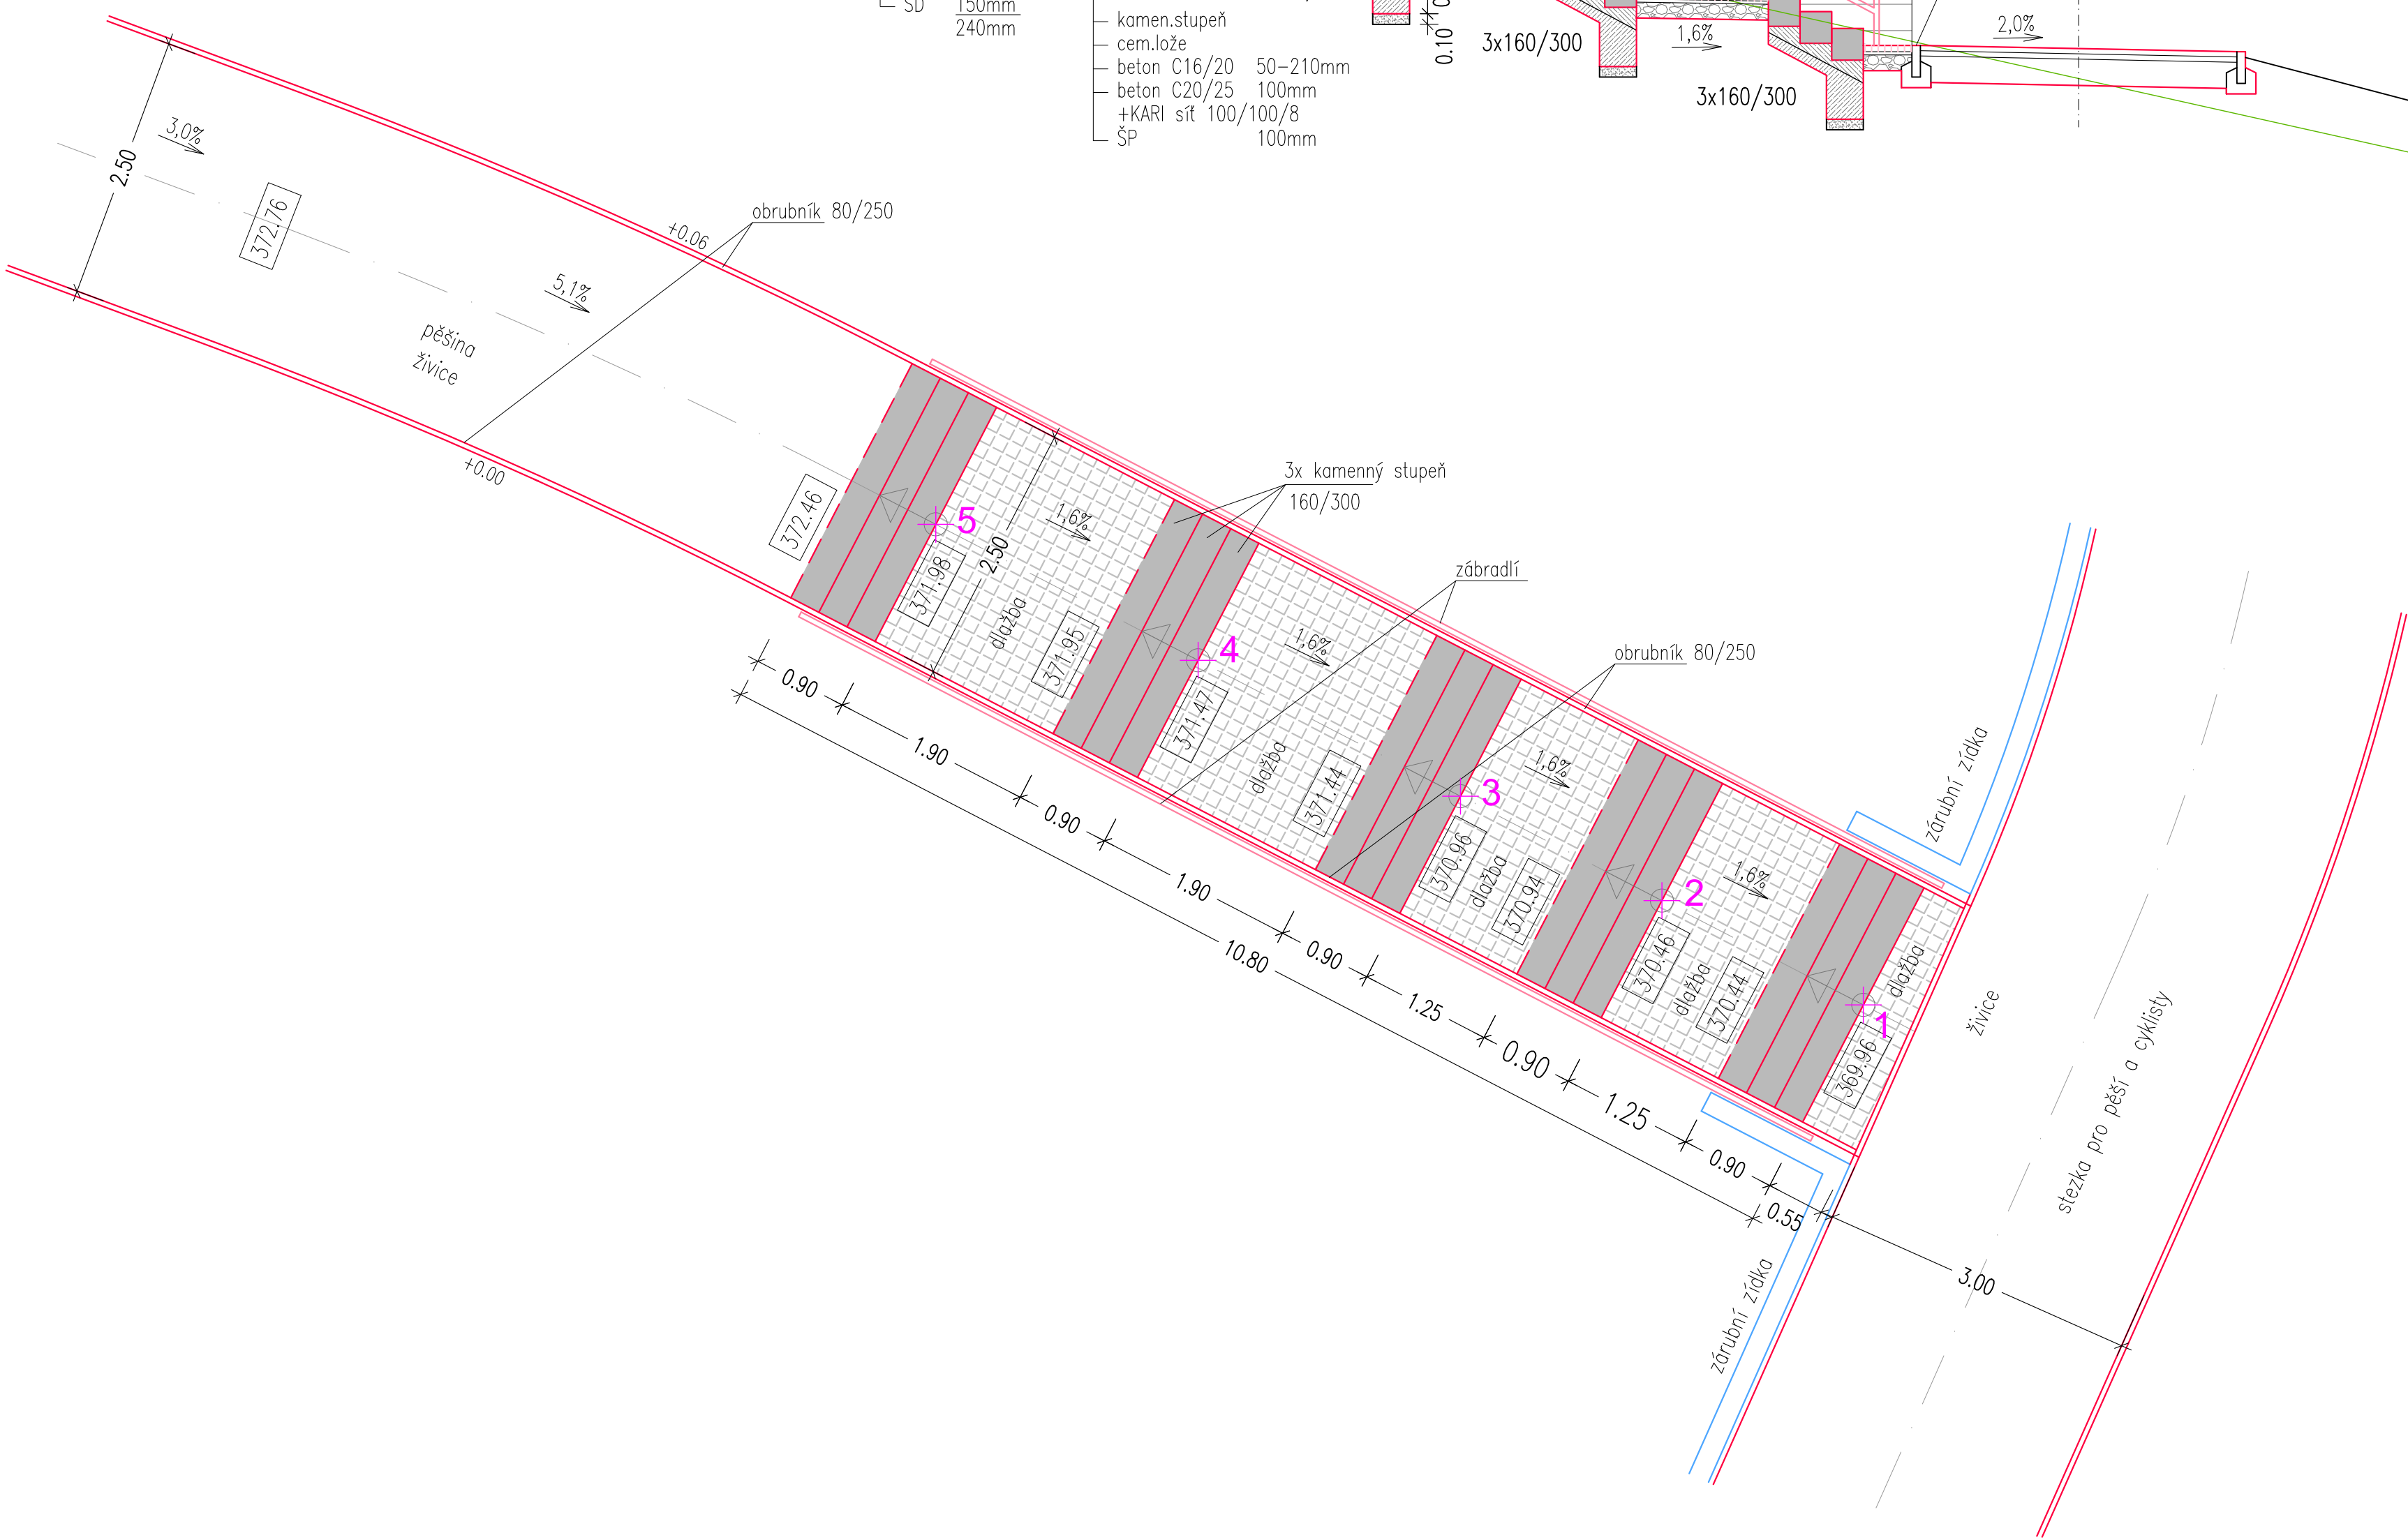 ŠD 150mm
240mm
kamen.stupeň
cem.lože
beton C16/20 50-210mm
beton C20/25 100mm
+KARI síť 100/100/8
ŠP 100mm
0.10
3x160/300
1,6%
3x160/300
2,0%
3,0%
2.50
372.76
+0.06
obrubník 80/250
5,1%
pěšina
živice
+0.00
372.46
5
371.98
1,6%
2.50
dlažba
3x kamenný stupeň
160/300
371.95
4
371.47
1,6%
zábradlí
dlažba
371.44
obrubník 80/250
3
370.96
1,6%
dlažba
370.94
2
370.46
1,6%
dlažba
370.44
1
369.96
dlažba
zárubní zídka
živice
stezka pro pěší a cyklisty
0.90
1.90
0.90
1.90
0.90
1.25
0.90
1.25
0.90
0.55
10.80
3.00
zárubní zídka